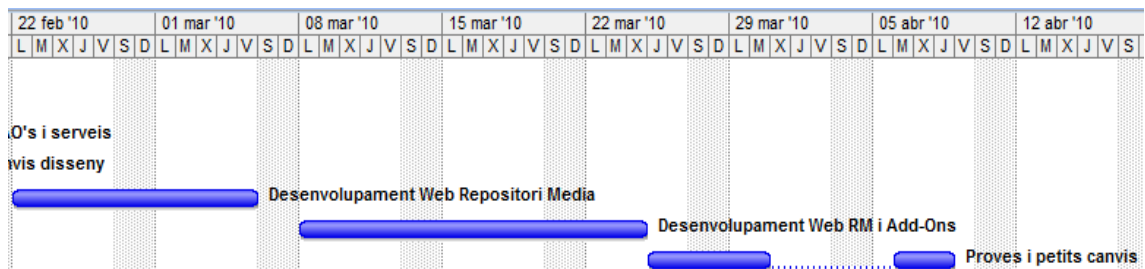 22 feb '10 01 mar '10 08 mar '10 15 mar '10 22 mar '10 29 mar '10 05 abr '10 12 abr '10
L M X J V S D L M X J V S D L M X J V S D L M X J V S D L M X J V S D L M X J V S D L M X J V S D L M X J V S
O's i serveis
disseny
Desenvolupament Web Repositori Media
Desenvolupament Web RM i Add-Ons
Proves i petits canvis